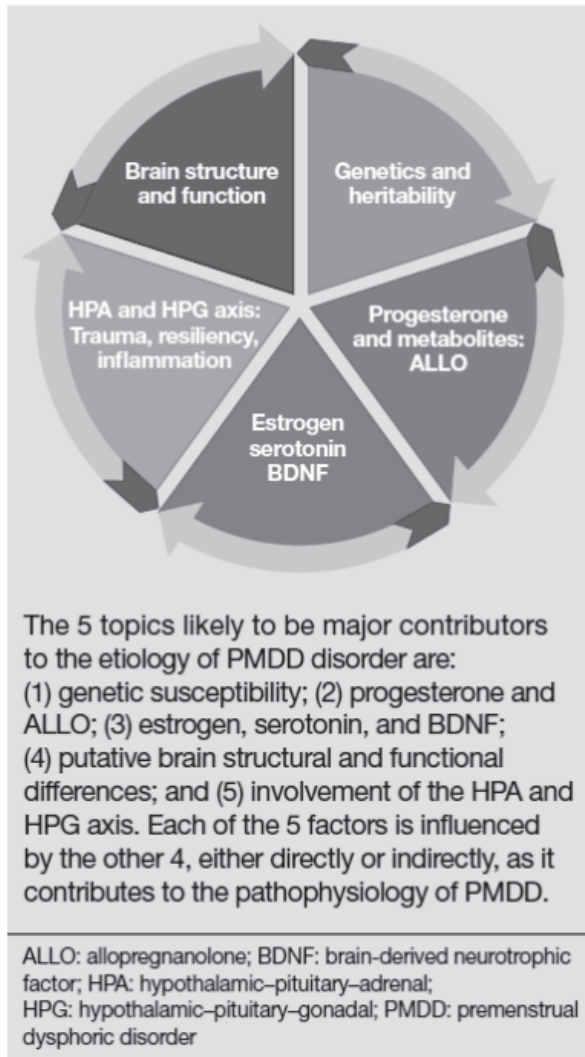 Brain structure
and function
Genetics and
heritability
HPA and HPG axis:
Trauma, resiliency,
inflammation
Progesterone
and metabolites:
ALLO
Estrogen
serotonin
BDNF
The 5 topics likely to be major contributors
to the etiology of PMDD disorder are:
(1) genetic susceptibility; (2) progesterone and
ALLO; (3) estrogen, serotonin, and BDNF;
(4) putative brain structural and functional
differences; and (5) involvement of the HPA and
HPG axis. Each of the 5 factors is influenced
by the other 4, either directly or indirectly, as it
contributes to the pathophysiology of PMDD.
ALLO: allopregnanolone; BDNF: brain-derived neurotrophic
factor; HPA: hypothalamic–pituitary–adrenal;
HPG: hypothalamic–pituitary–gonadal; PMDD: premenstrual
dysphoric disorder